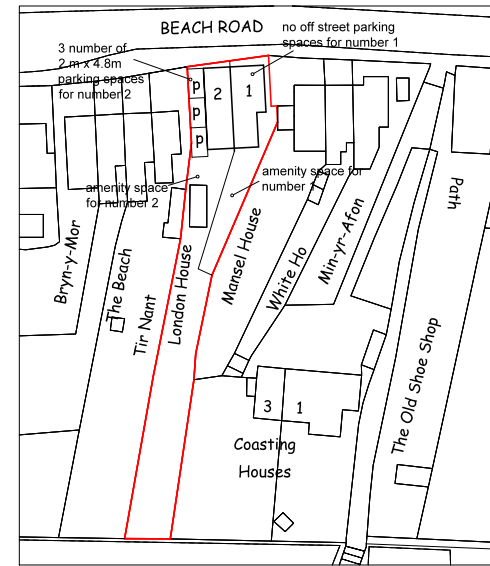 BEACH ROAD
no off street parking
spaces for number 1
3 number of
2 m x 4.8m
parking spaces
for number 2
p
p
p
2
1
amenity space
for number 2
amenity space for
number
Bryn-y-Mor
The Beach
Tir Nant
London House
Mansel House
White Ho
Min-yr-Afon
Path
The Old Shoe Shop
3
1
Coasting
Houses